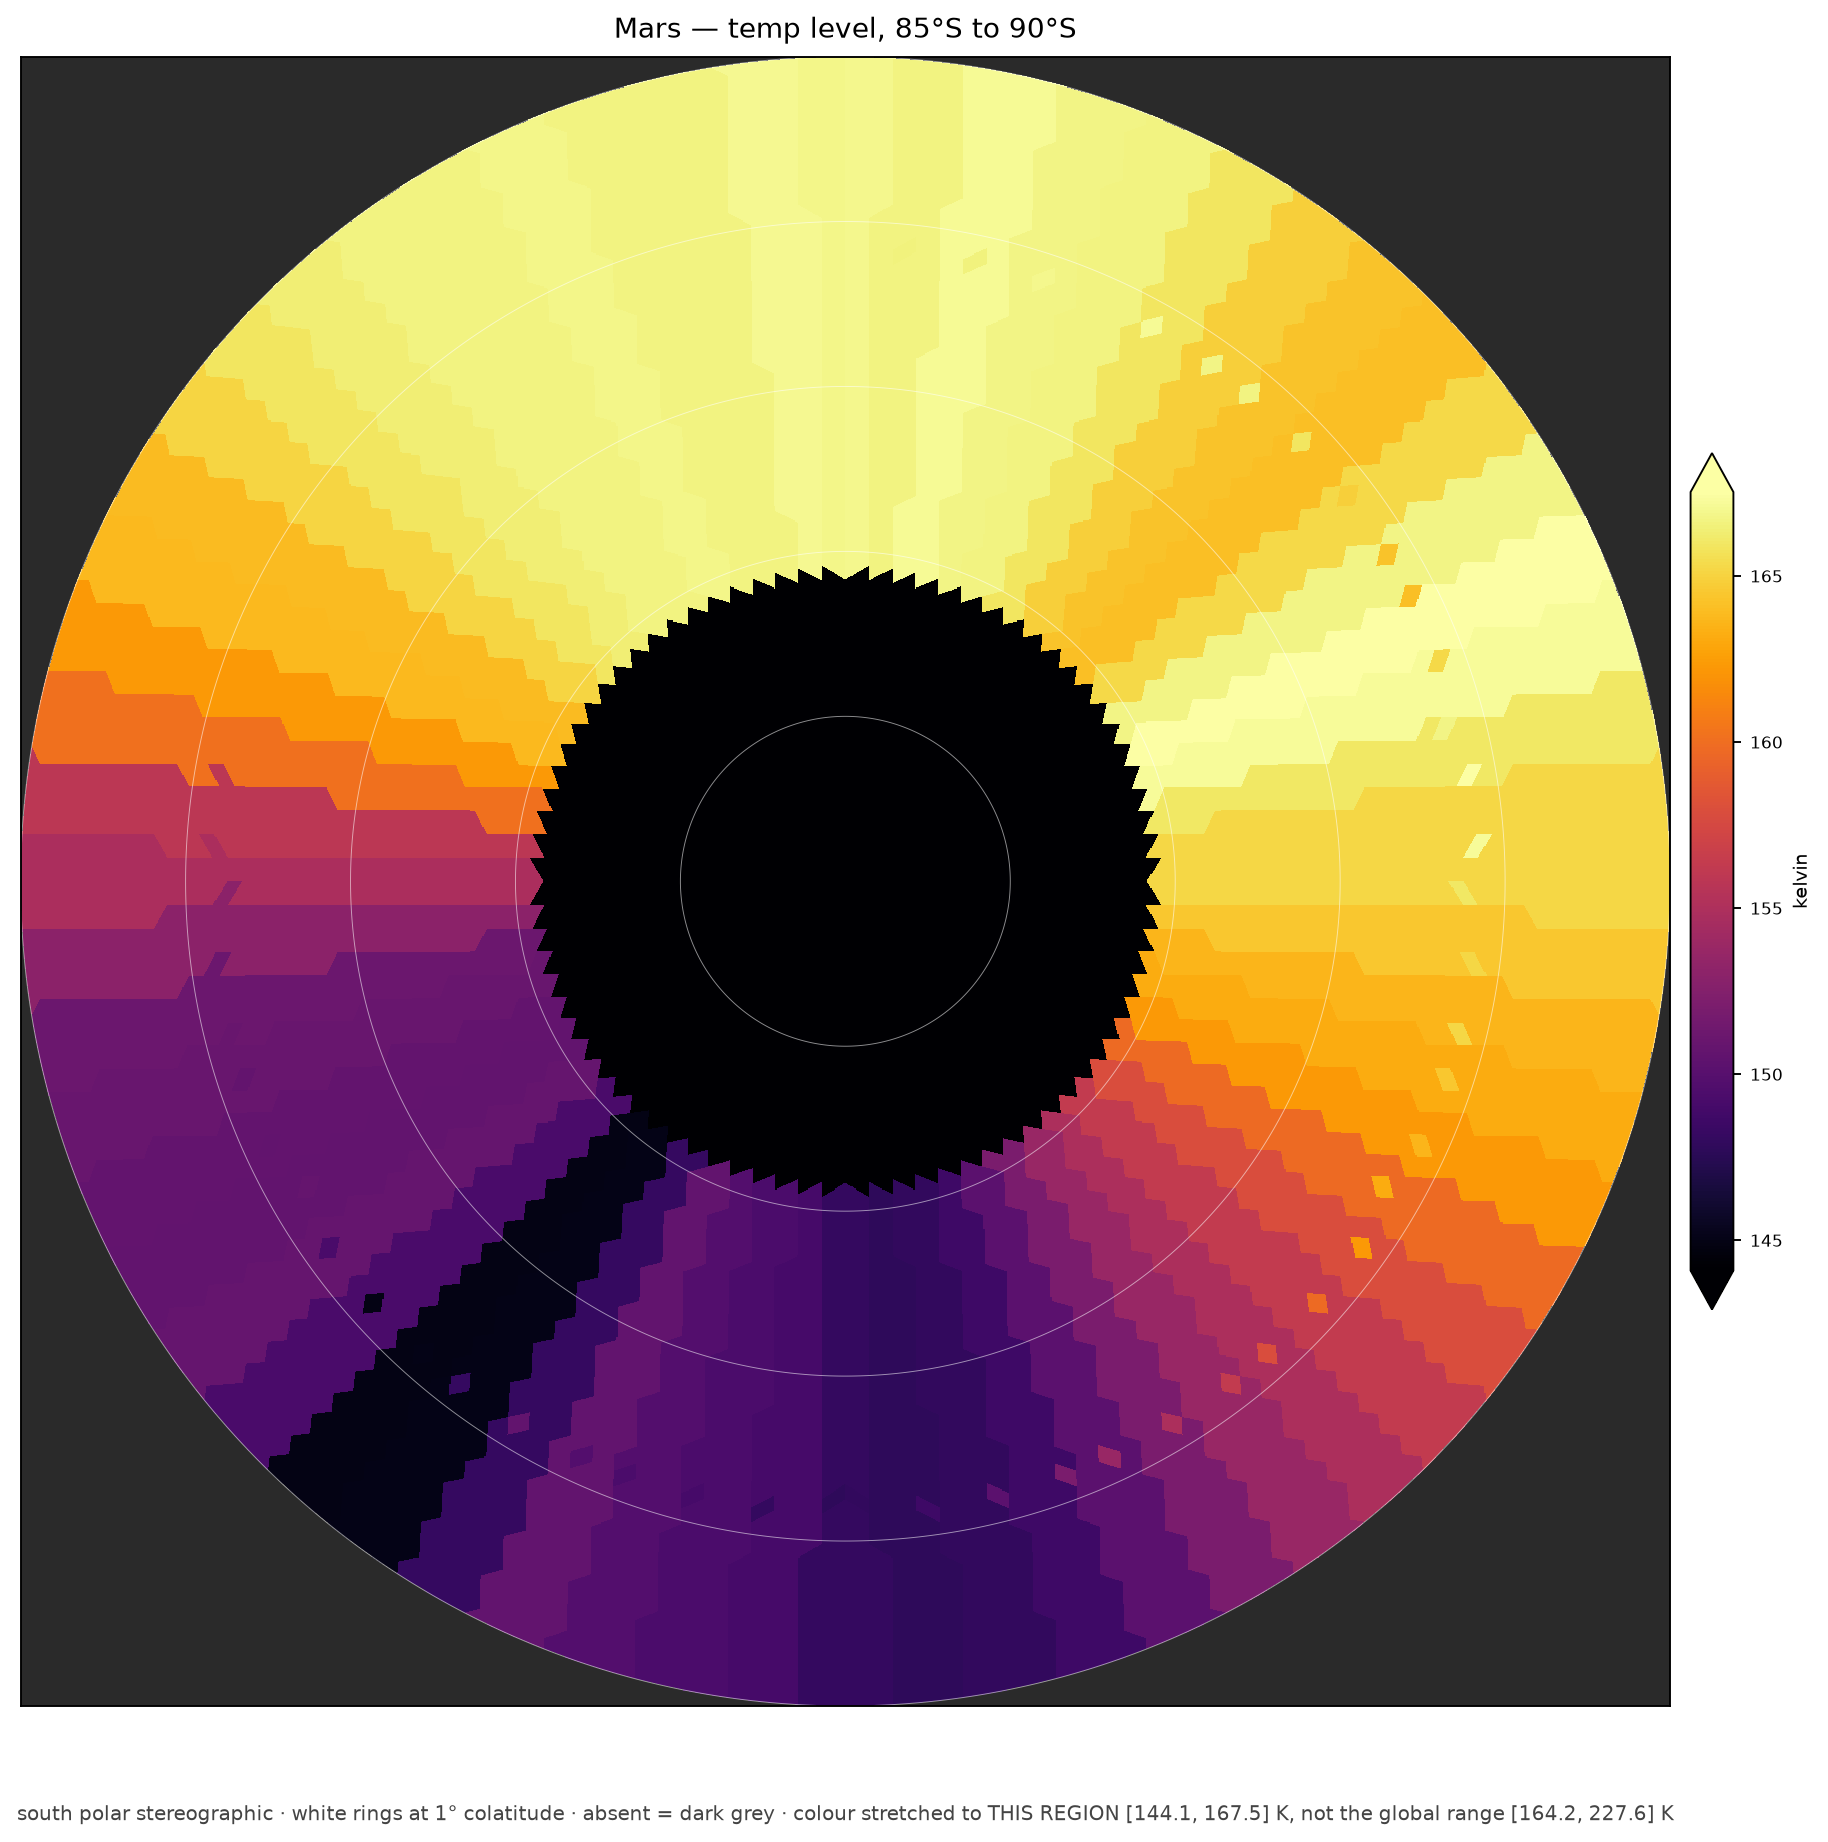 Mars — temp level, 85°S to 90°S
165
160
155
150
145
kelvin
south polar stereographic · white rings at 1° colatitude · absent = dark grey · colour stretched to THIS REGION [144.1, 167.5] K, not the global range [164.2, 227.6] K